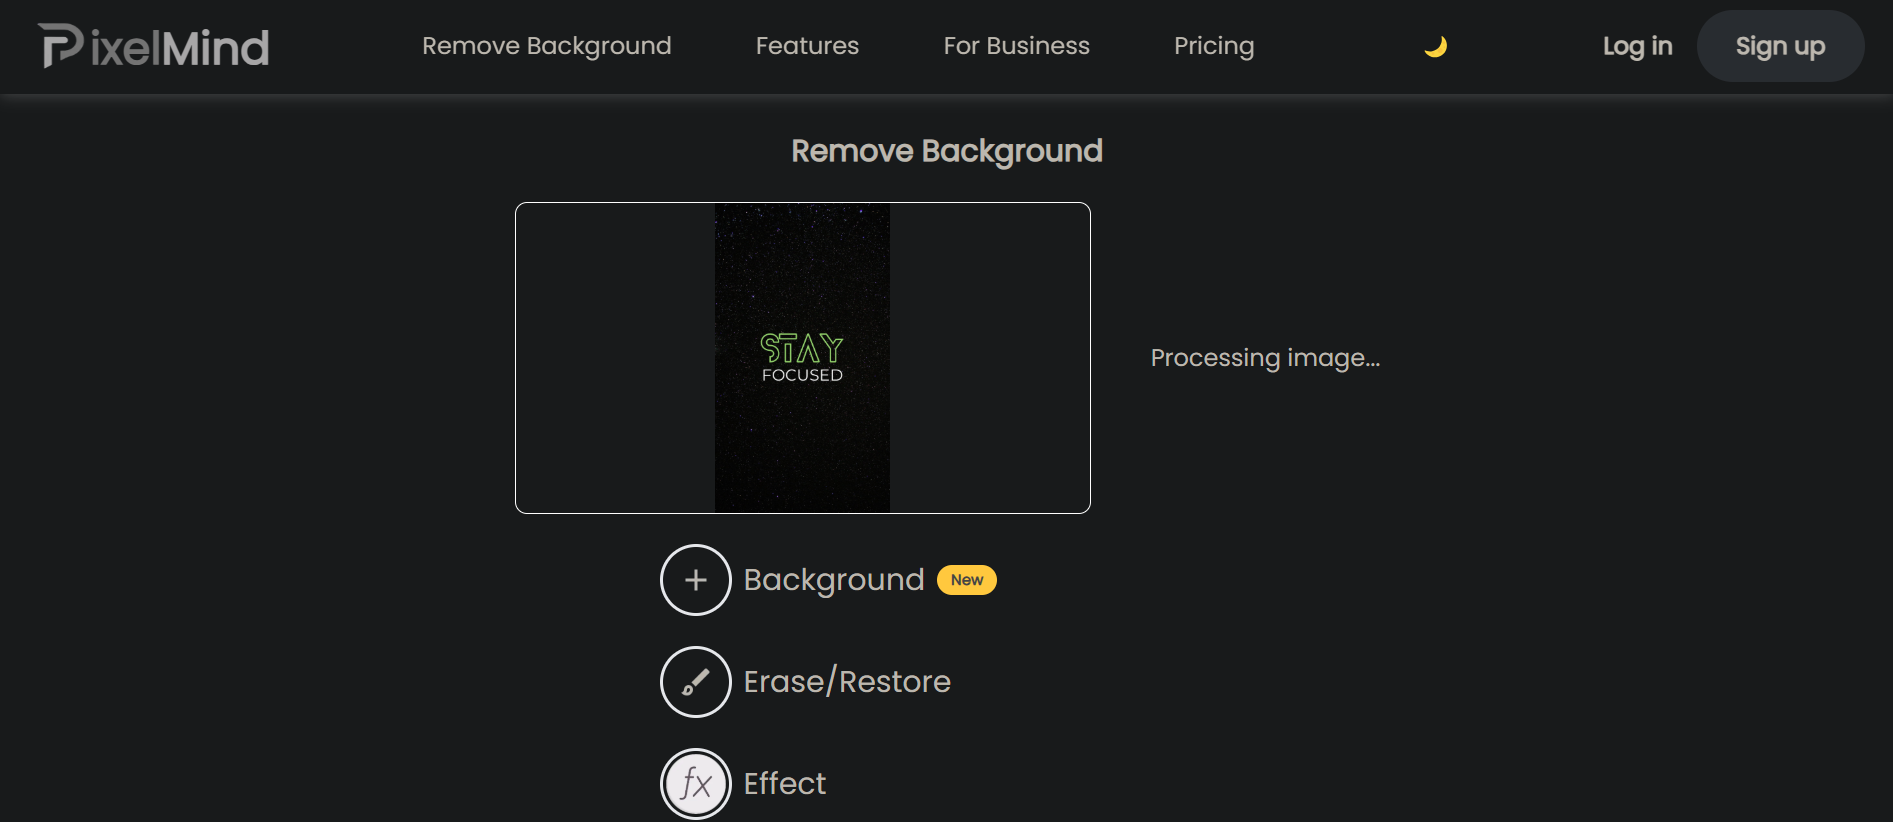 PixelMind Remove Background Features For Business Pricing Log in Sign up
Remove Background
STAY
FOCUSED
Processing image...
Background New
Erase/Restore
fx Effect